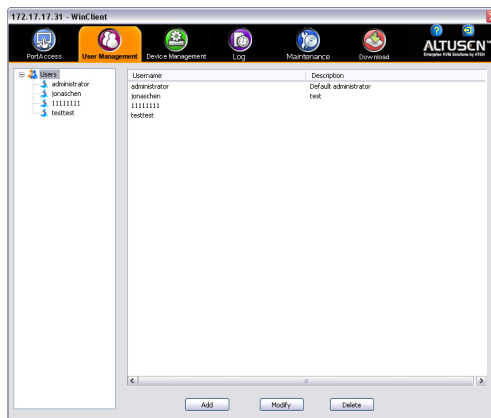 172.17.17.31 - WinClient
PortAccess
User Management
Device Management
Log
Maintenance
Download
ALTUSEN™
Enterprise KVM Solutions by ATEN
Users
administrator
jonaschen
11111111
testtest
Username Description
administrator Default administrator
jonaschen test
11111111
testtest
Add Modify Delete